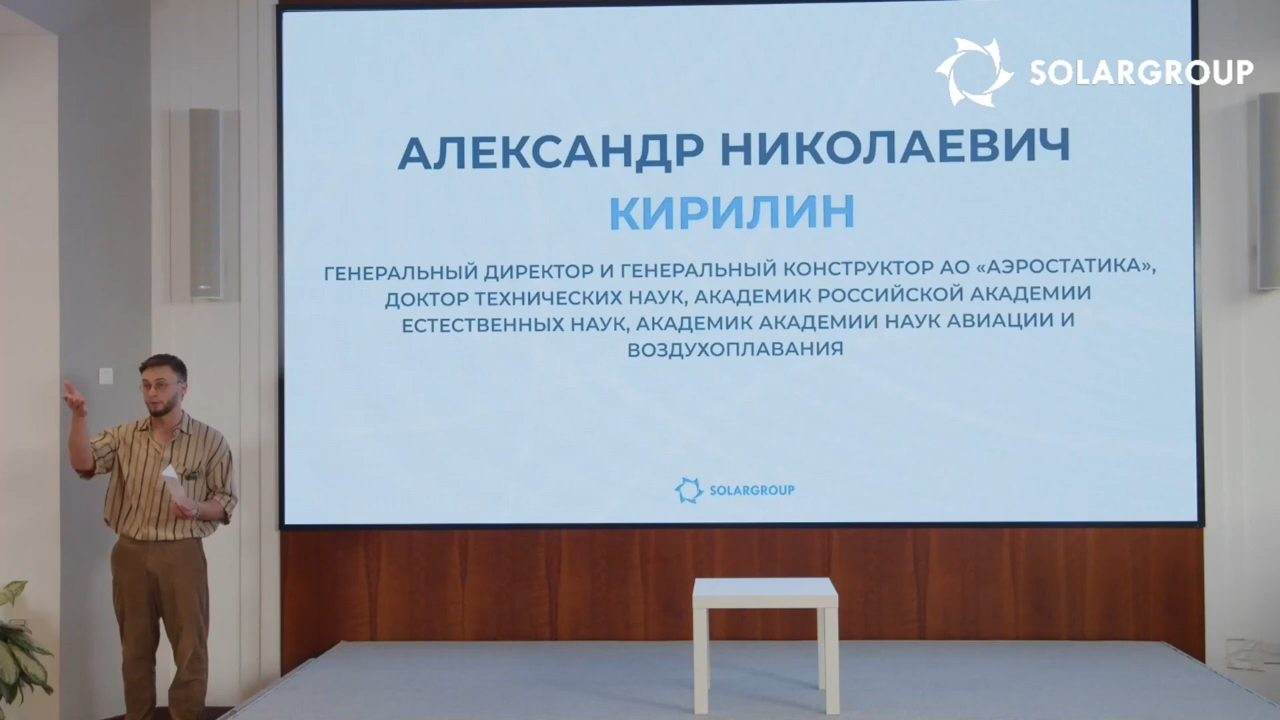 SOLARGROUP
АЛЕКСАНДР НИКОЛАЕВИЧ
КИРИЛИН
ГЕНЕРАЛЬНЫЙ ДИРЕКТОР И ГЕНЕРАЛЬНЫЙ КОНСТРУКТОР АО «АЭРОСТАТИКА»,
ДОКТОР ТЕХНИЧЕСКИХ НАУК, АКАДЕМИК РОССИЙСКОЙ АКАДЕМИИ
ЕСТЕСТВЕННЫХ НАУК, АКАДЕМИК АКАДЕМИИ НАУК АВИАЦИИ И
ВОЗДУХОПЛАВАНИЯ
SOLARGROUP